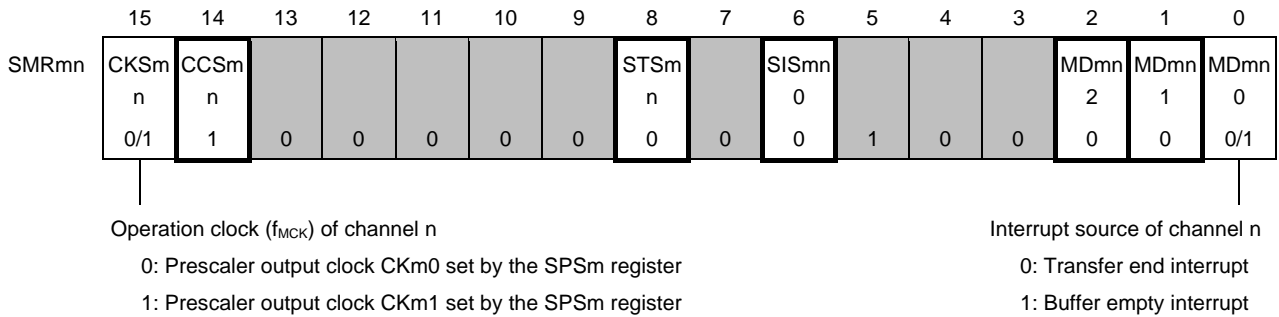 15 14 13 12 11 10 9 8 7 6 5 4 3 2 1 0
SMRmn CKSm CCSm STSm SISmn MDmn MDmn MDmn
n n n 0 2 1 0
0/1 1 0 0 0 0 0 0 0 0 1 0 0 0 0 0/1
Operation clock (fMCK) of channel n Interrupt source of channel n
0: Prescaler output clock CKm0 set by the SPSm register 0: Transfer end interrupt
1: Prescaler output clock CKm1 set by the SPSm register 1: Buffer empty interrupt